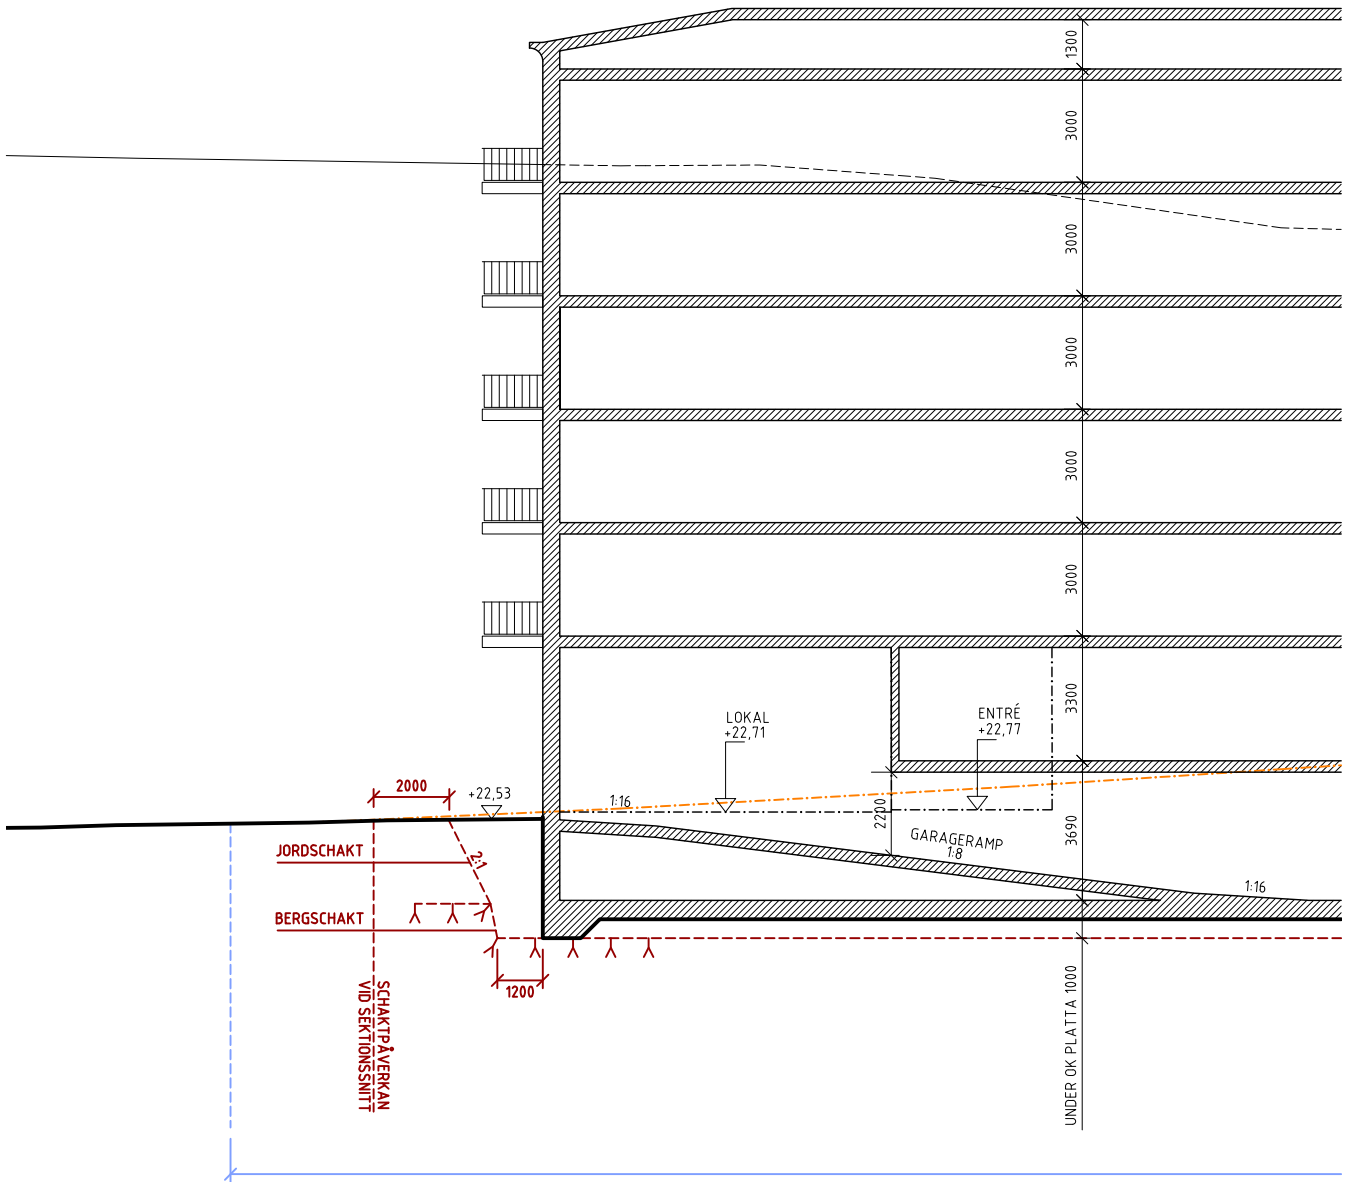 1300
3000
3000
3000
3000
3000
3300
LOKAL
+22,71
ENTRÉ
+22,77
2000
+22,53
1:16
2200
3690
GARAGERAMP
1:8
JORDSCHAKT
2:1
1:16
BERGSCHAKT
1200
SCHAKTPÅVERKAN
VID SEKTIONSSNITT
UNDER OK PLATTA 1000